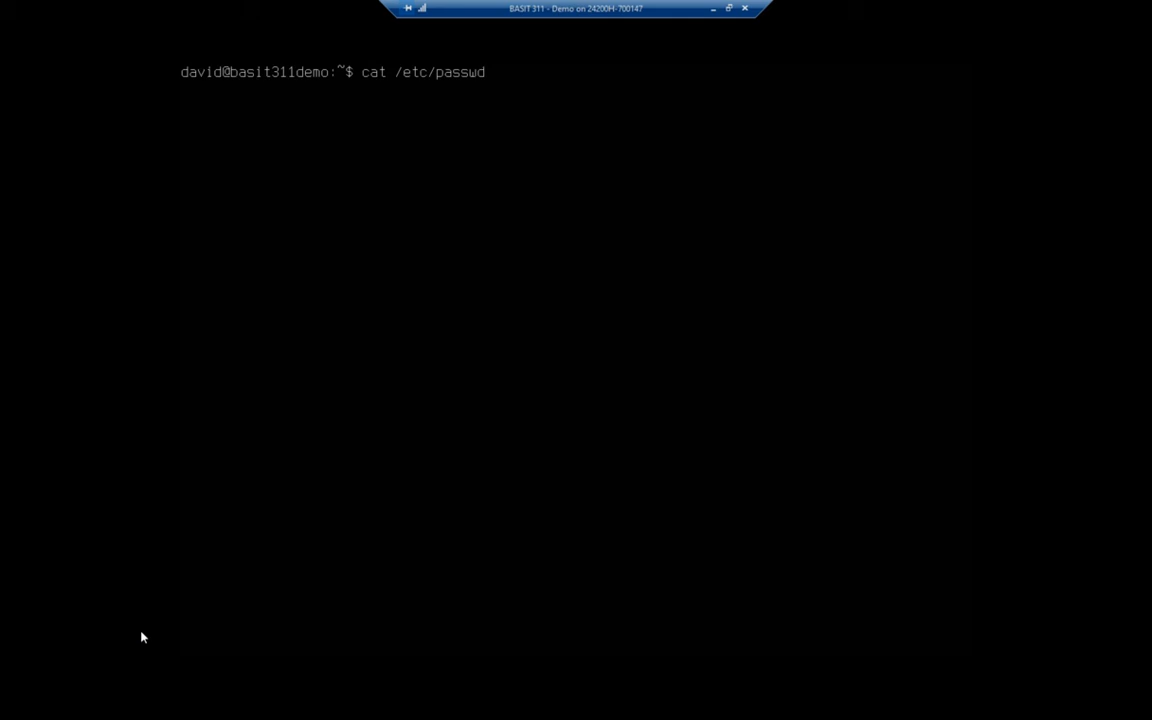 BASIT 311 - Demo on 24200H-700147
david@basit311demo:~$ cat /etc/passwd